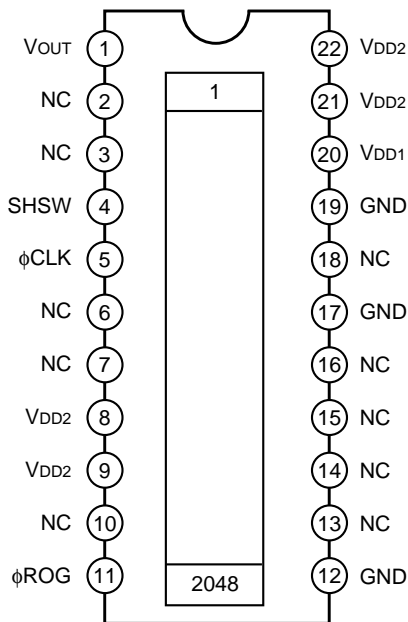 VOUT 1 22 VDD2
NC 2 1 21 VDD2
NC 3 20 VDD1
SHSW 4 19 GND
ϕCLK 5 18 NC
NC 6 17 GND
NC 7 16 NC
VDD2 8 15 NC
VDD2 9 14 NC
NC 10 13 NC
ϕROG 11 2048 12 GND